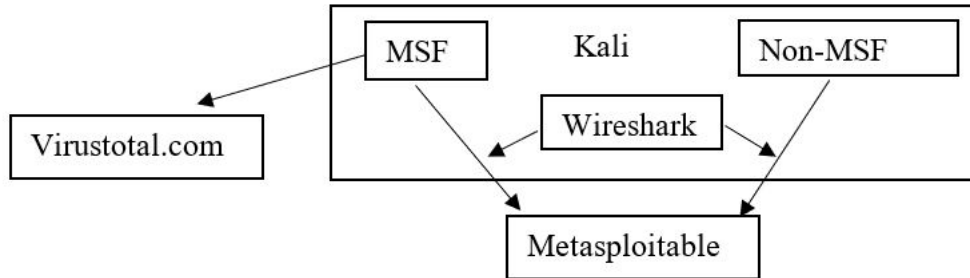 MSF
Kali
Non-MSF
Wireshark
Virustotal.com
Metasploitable